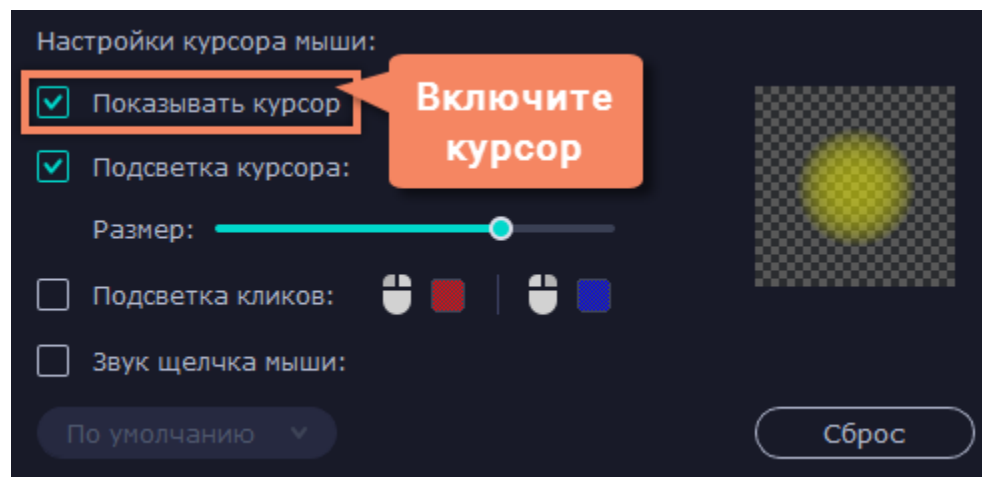 Настройки курсора мыши:
Показывать курсор
Включите
курсор
Подсветка курсора:
Размер:
Подсветка кликов:
Звук щелчка мыши:
По умолчанию
Сброс